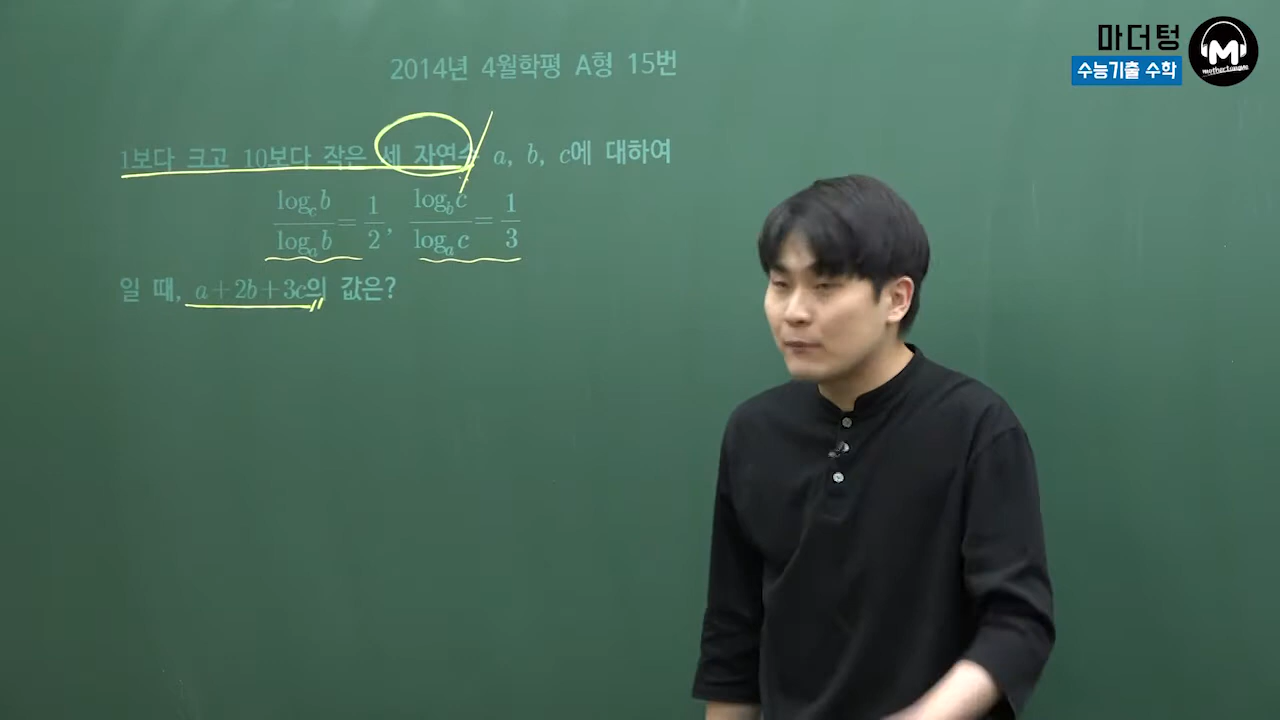 마더텅
수능기출 수학
M
mothertongue
2014년 4월학평 A형 15번
1보다 크고 10보다 작은 세 자연수 a, b, c에 대하여
log_c b / log_a b = 1/2, log_b c / log_a c = 1/3
일 때, a+2b+3c의 값은?